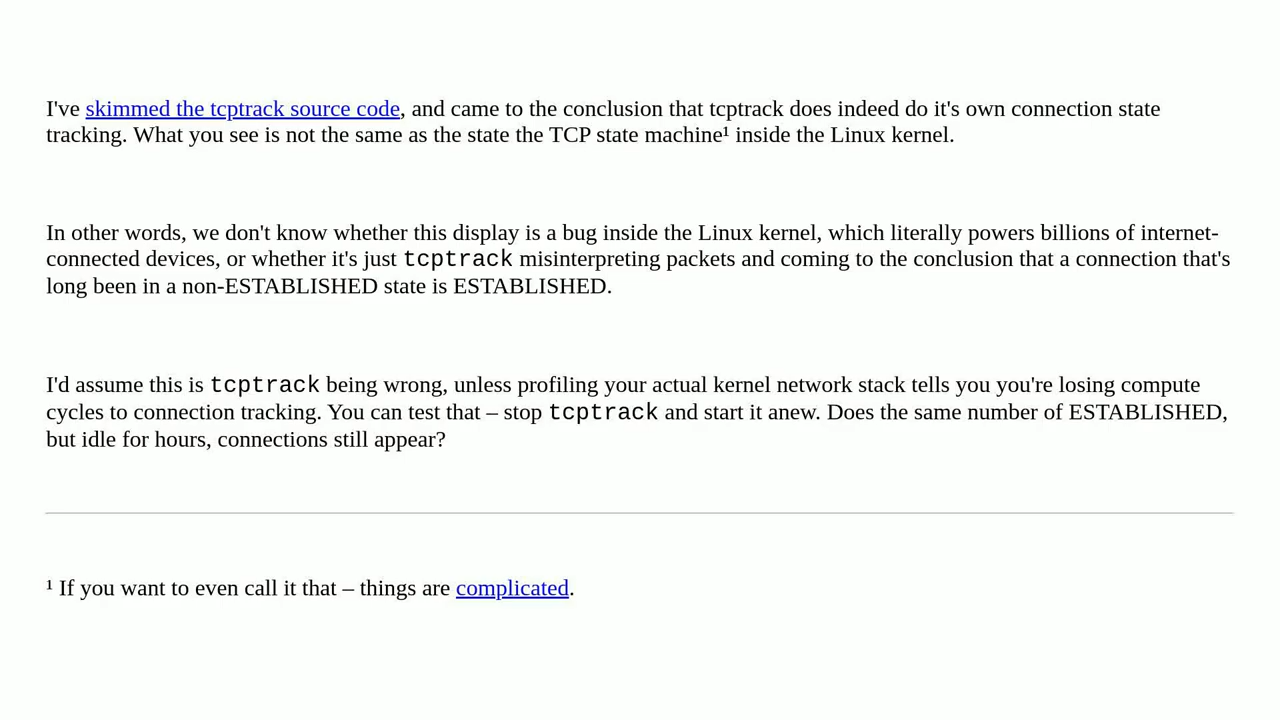 I've skimmed the tcptrack source code, and came to the conclusion that tcptrack does indeed do it's own connection state
tracking. What you see is not the same as the state the TCP state machine¹ inside the Linux kernel.
In other words, we don't know whether this display is a bug inside the Linux kernel, which literally powers billions of internet-
connected devices, or whether it's just tcptrack misinterpreting packets and coming to the conclusion that a connection that's
long been in a non-ESTABLISHED state is ESTABLISHED.
I'd assume this is tcptrack being wrong, unless profiling your actual kernel network stack tells you you're losing compute
cycles to connection tracking. You can test that – stop tcptrack and start it anew. Does the same number of ESTABLISHED,
but idle for hours, connections still appear?
¹ If you want to even call it that – things are complicated.